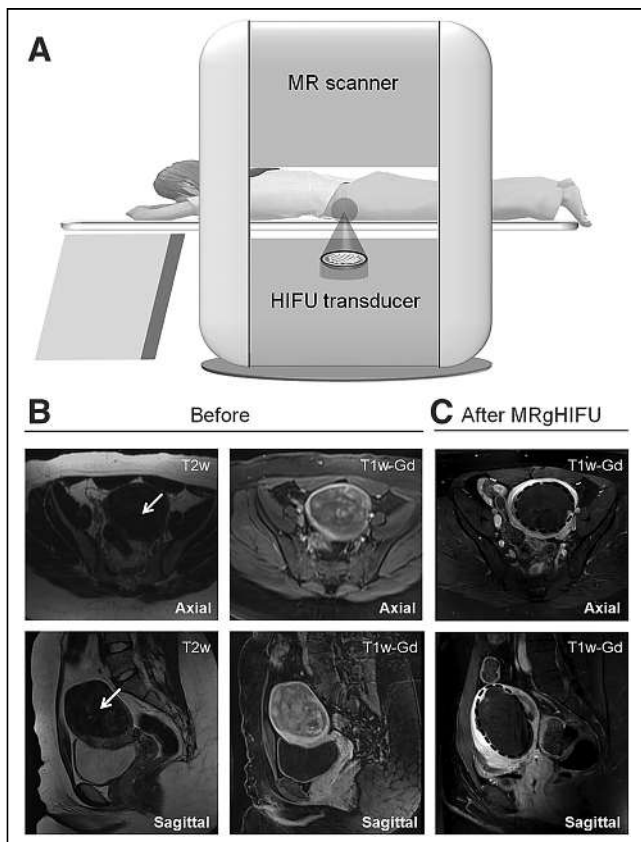 A
MR scanner
HIFU transducer
B
Before
C After MRgHIFU
T2w
T1w-Gd
T1w-Gd
Axial
Axial
Axial
T2w
T1w-Gd
T1w-Gd
Sagittal
Sagittal
Sagittal